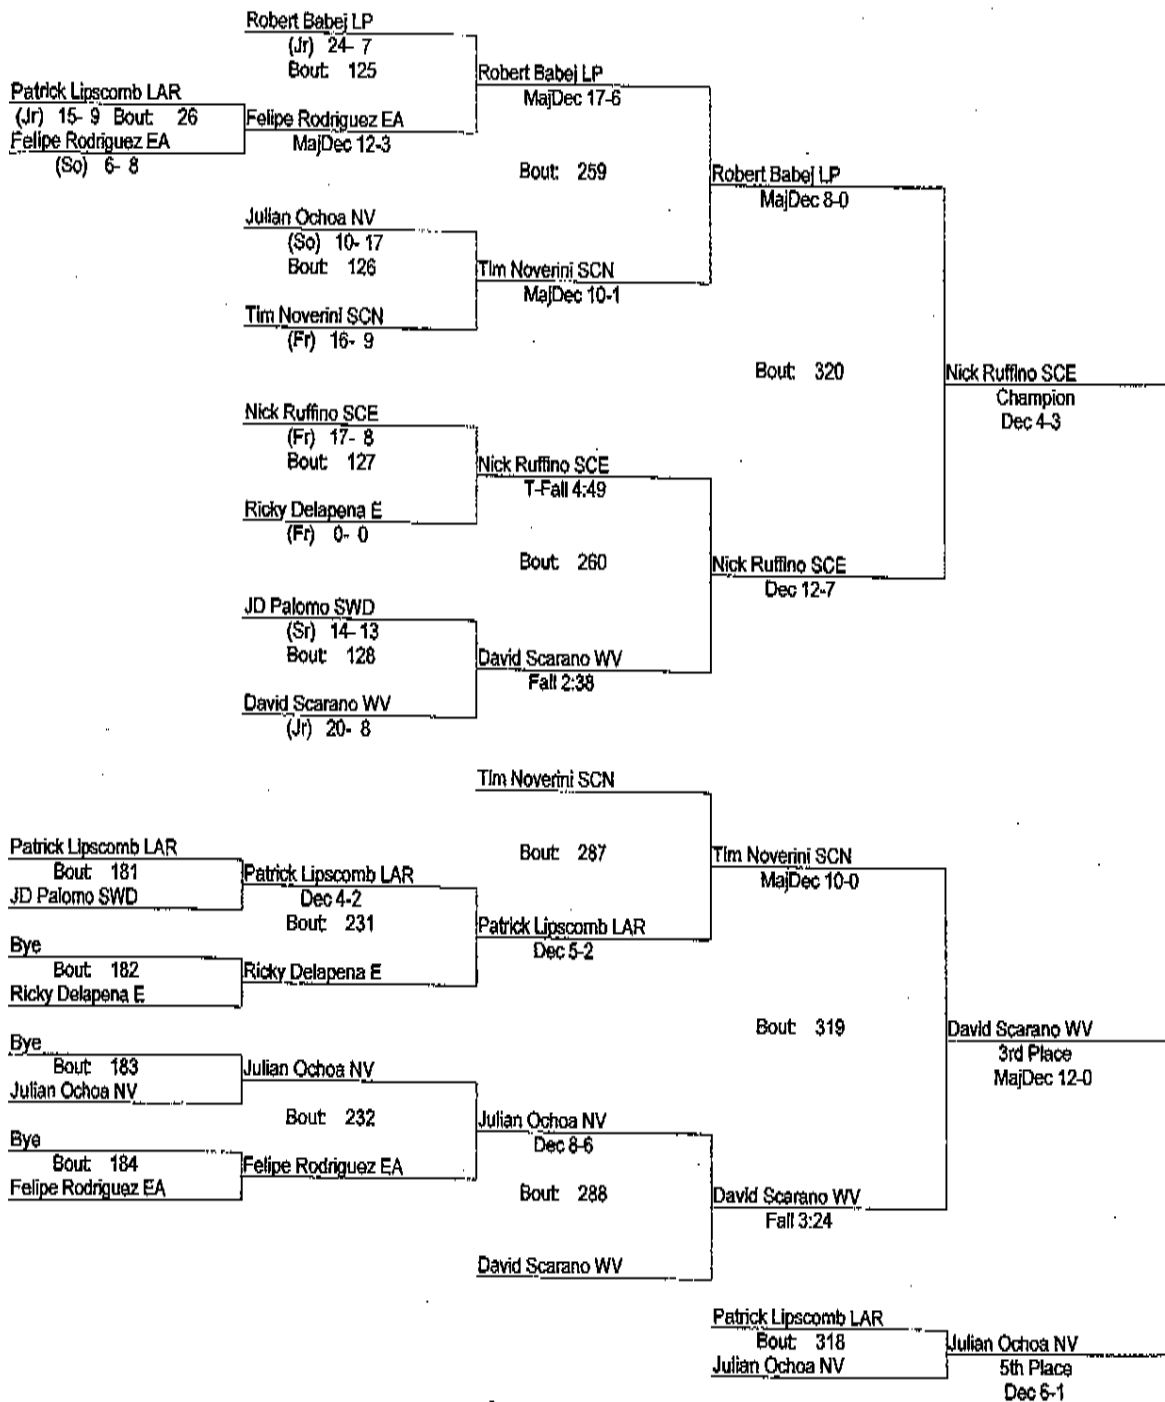 Robert Babej LP
(Jr) 24- 7
Bout: 125
Patrick Lipscomb LAR
(Jr) 15- 9 Bout: 26
Felipe Rodriguez EA
(So) 6- 8
Felipe Rodriguez EA
MajDec 12-3
Robert Babej LP
MajDec 17-6
Bout: 259
Julian Ochoa NV
(So) 10- 17
Bout: 126
Tim Noverini SCN
(Fr) 16- 9
Tim Noverini SCN
MajDec 10-1
Robert Babej LP
MajDec 8-0
Bout: 320
Nick Ruffino SCE
Champion
Dec 4-3
Nick Ruffino SCE
(Fr) 17- 8
Bout: 127
Ricky Delapena E
(Fr) 0- 0
Nick Ruffino SCE
T-Fall 4:49
Bout: 260
Nick Ruffino SCE
Dec 12-7
JD Palomo SWD
(Sr) 14- 13
Bout: 128
David Scarano WV
(Jr) 20- 8
David Scarano WV
Fall 2:38
Tim Noverini SCN
Bout: 287
Patrick Lipscomb LAR
Bout: 181
JD Palomo SWD
Patrick Lipscomb LAR
Dec 4-2
Bout: 231
Bye
Bout: 182
Ricky Delapena E
Ricky Delapena E
Patrick Lipscomb LAR
Dec 5-2
Tim Noverini SCN
MajDec 10-0
Bout: 319
David Scarano WV
3rd Place
MajDec 12-0
Bye
Bout: 183
Julian Ochoa NV
Julian Ochoa NV
Bout: 232
Bye
Bout: 184
Felipe Rodriguez EA
Felipe Rodriguez EA
Julian Ochoa NV
Dec 8-6
Bout: 288
David Scarano WV
David Scarano WV
Fall 3:24
Patrick Lipscomb LAR
Bout: 318
Julian Ochoa NV
Julian Ochoa NV
5th Place
Dec 6-1